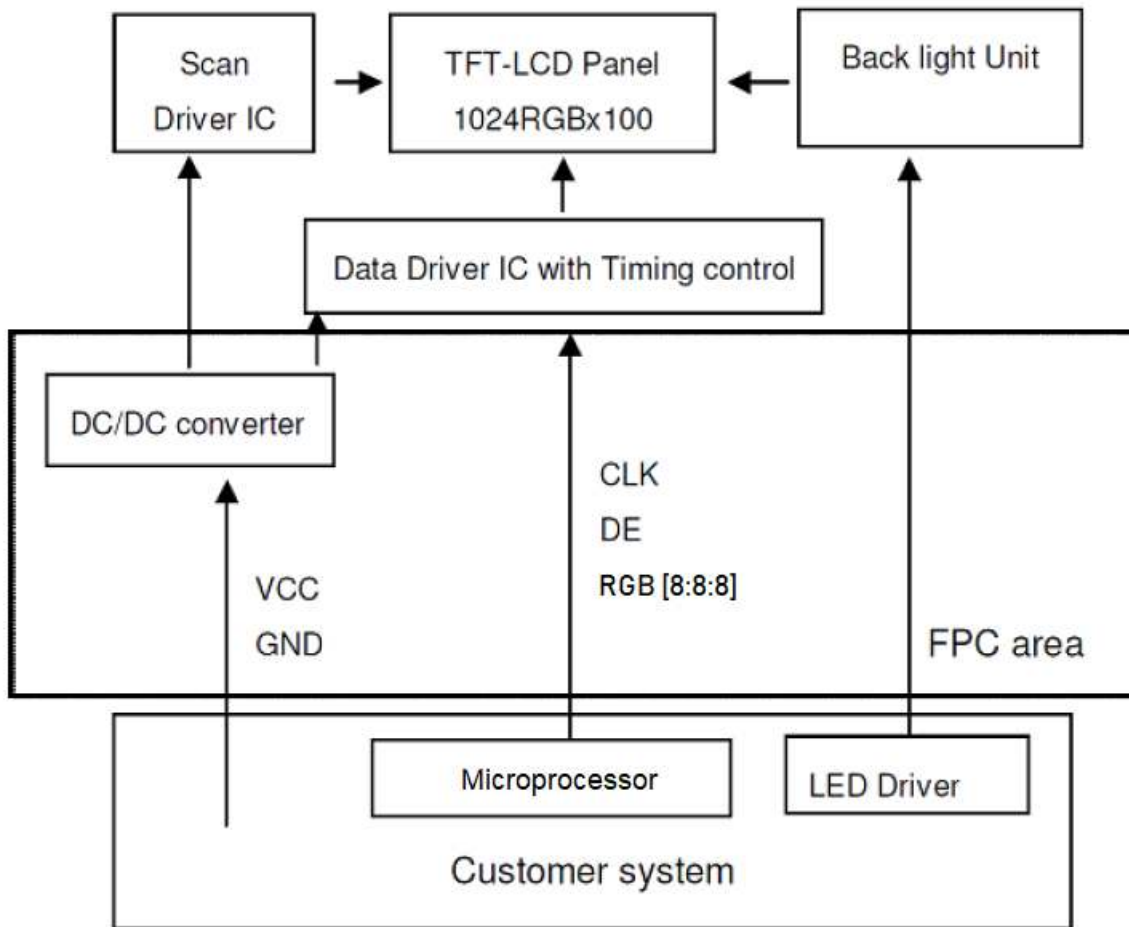 Scan
Driver IC
TFT-LCD Panel
1024RGBx100
Back light Unit
Data Driver IC with Timing control
DC/DC converter
CLK
DE
RGB [8:8:8]
VCC
GND
FPC area
Microprocessor
LED Driver
Customer system